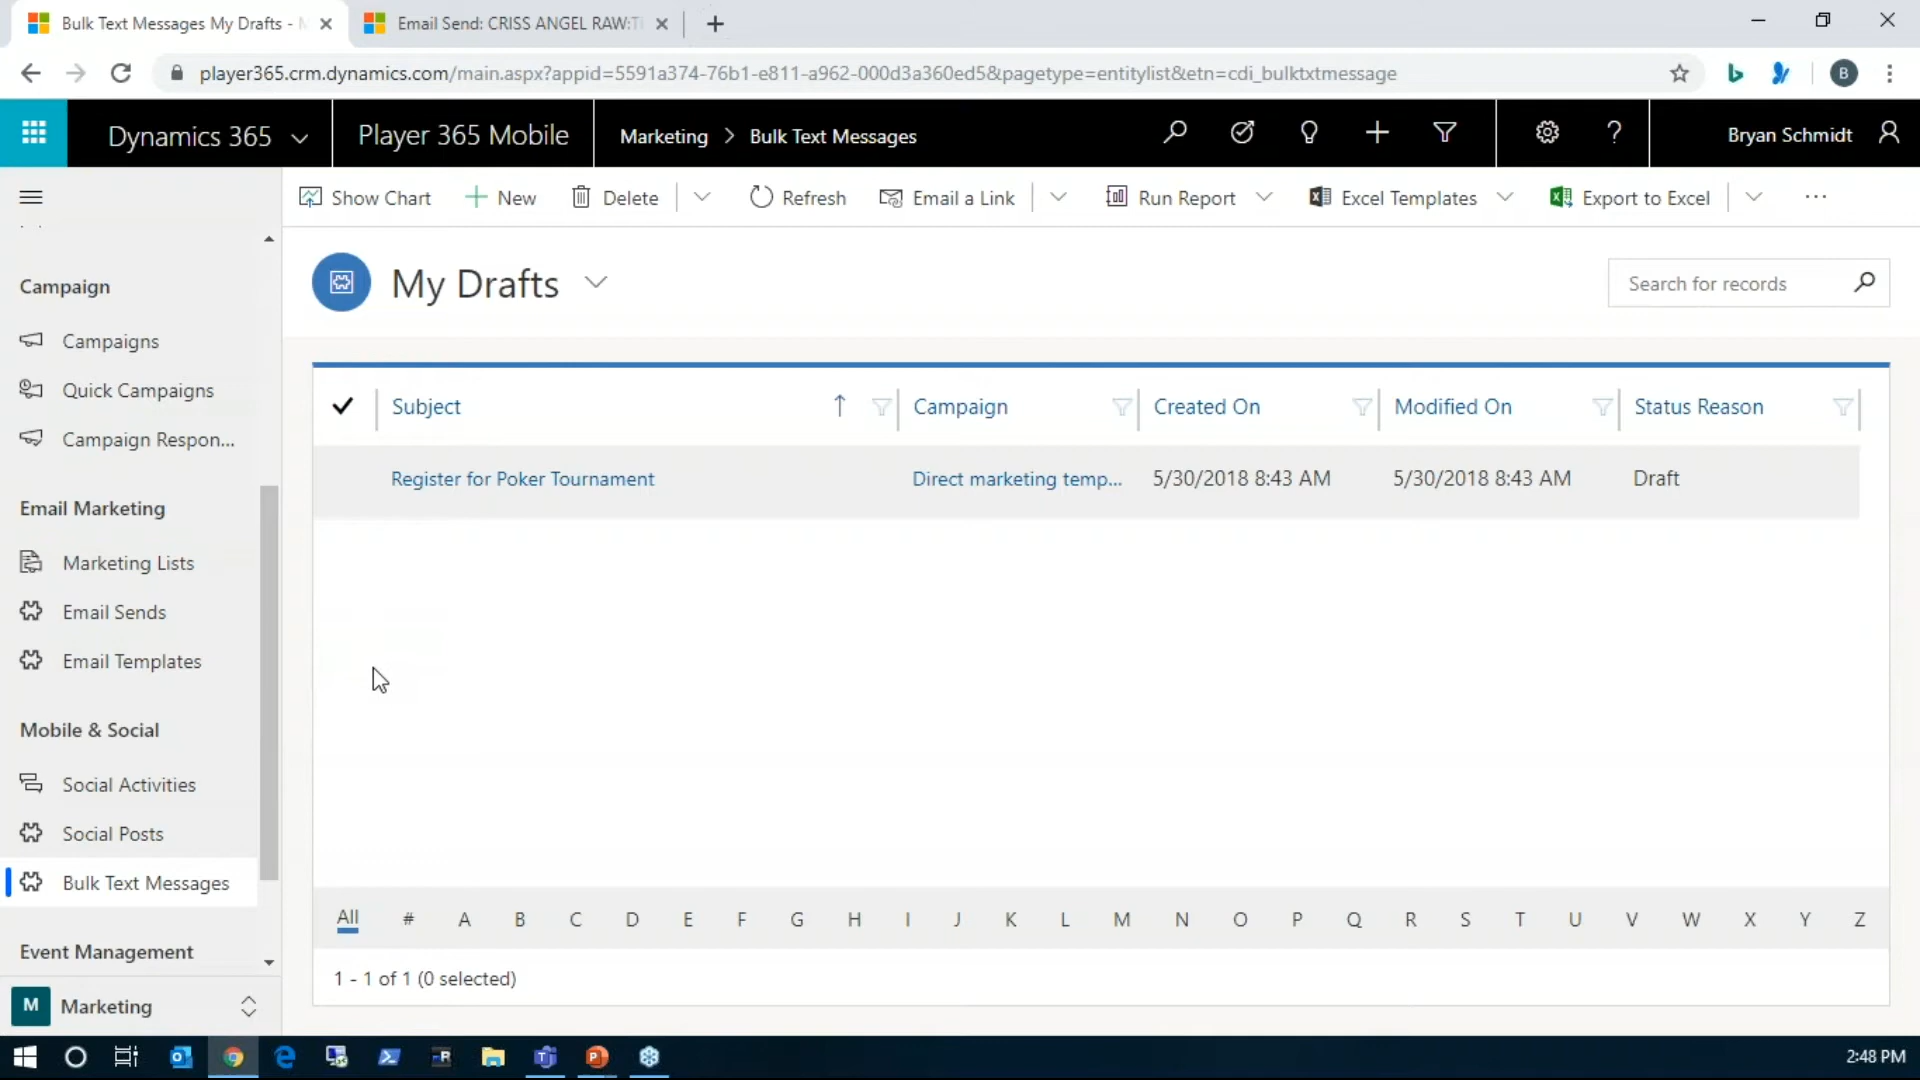 Bulk Text Messages My Drafts -
Email Send: CRISS ANGEL RAW:T
player365.crm.dynamics.com/main.aspx?appid=5591a374-76b1-e811-a962-000d3a360ed5&pagetype=entitylist&etn=cdi_bulktxtmessage
B
Dynamics 365
Player 365 Mobile
Marketing > Bulk Text Messages
Bryan Schmidt
Show Chart
New
Delete
Refresh
Email a Link
Run Report
Excel Templates
Export to Excel
Campaign
Campaigns
Quick Campaigns
Campaign Respon...
Email Marketing
Marketing Lists
Email Sends
Email Templates
Mobile & Social
Social Activities
Social Posts
Bulk Text Messages
Event Management
M Marketing
My Drafts
Search for records
Subject Campaign Created On Modified On Status Reason
Register for Poker Tournament Direct marketing temp... 5/30/2018 8:43 AM 5/30/2018 8:43 AM Draft
All # A B C D E F G H I J K L M N O P Q R S T U V W X Y Z
1 - 1 of 1 (0 selected)
2:48 PM